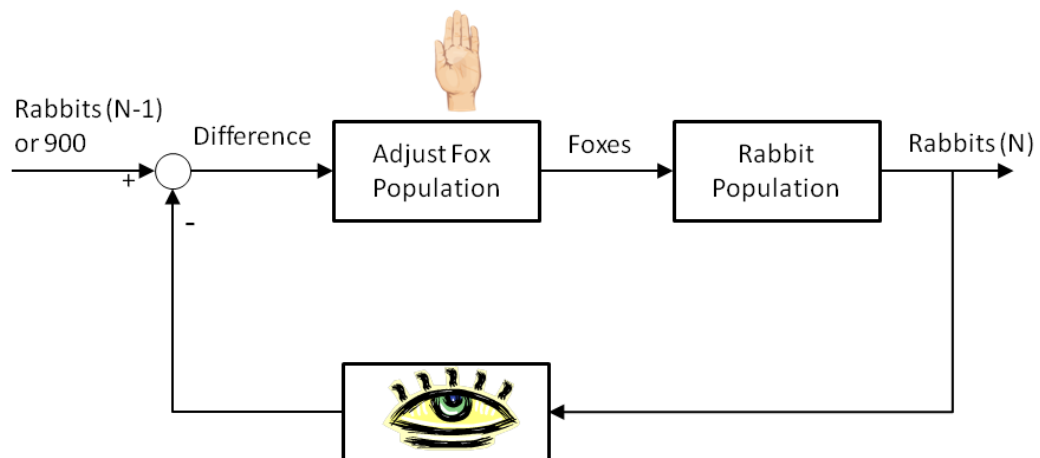 Rabbits (N-1)
or 900
Difference
Adjust Fox
Population
Foxes
Rabbit
Population
Rabbits (N)
+
-